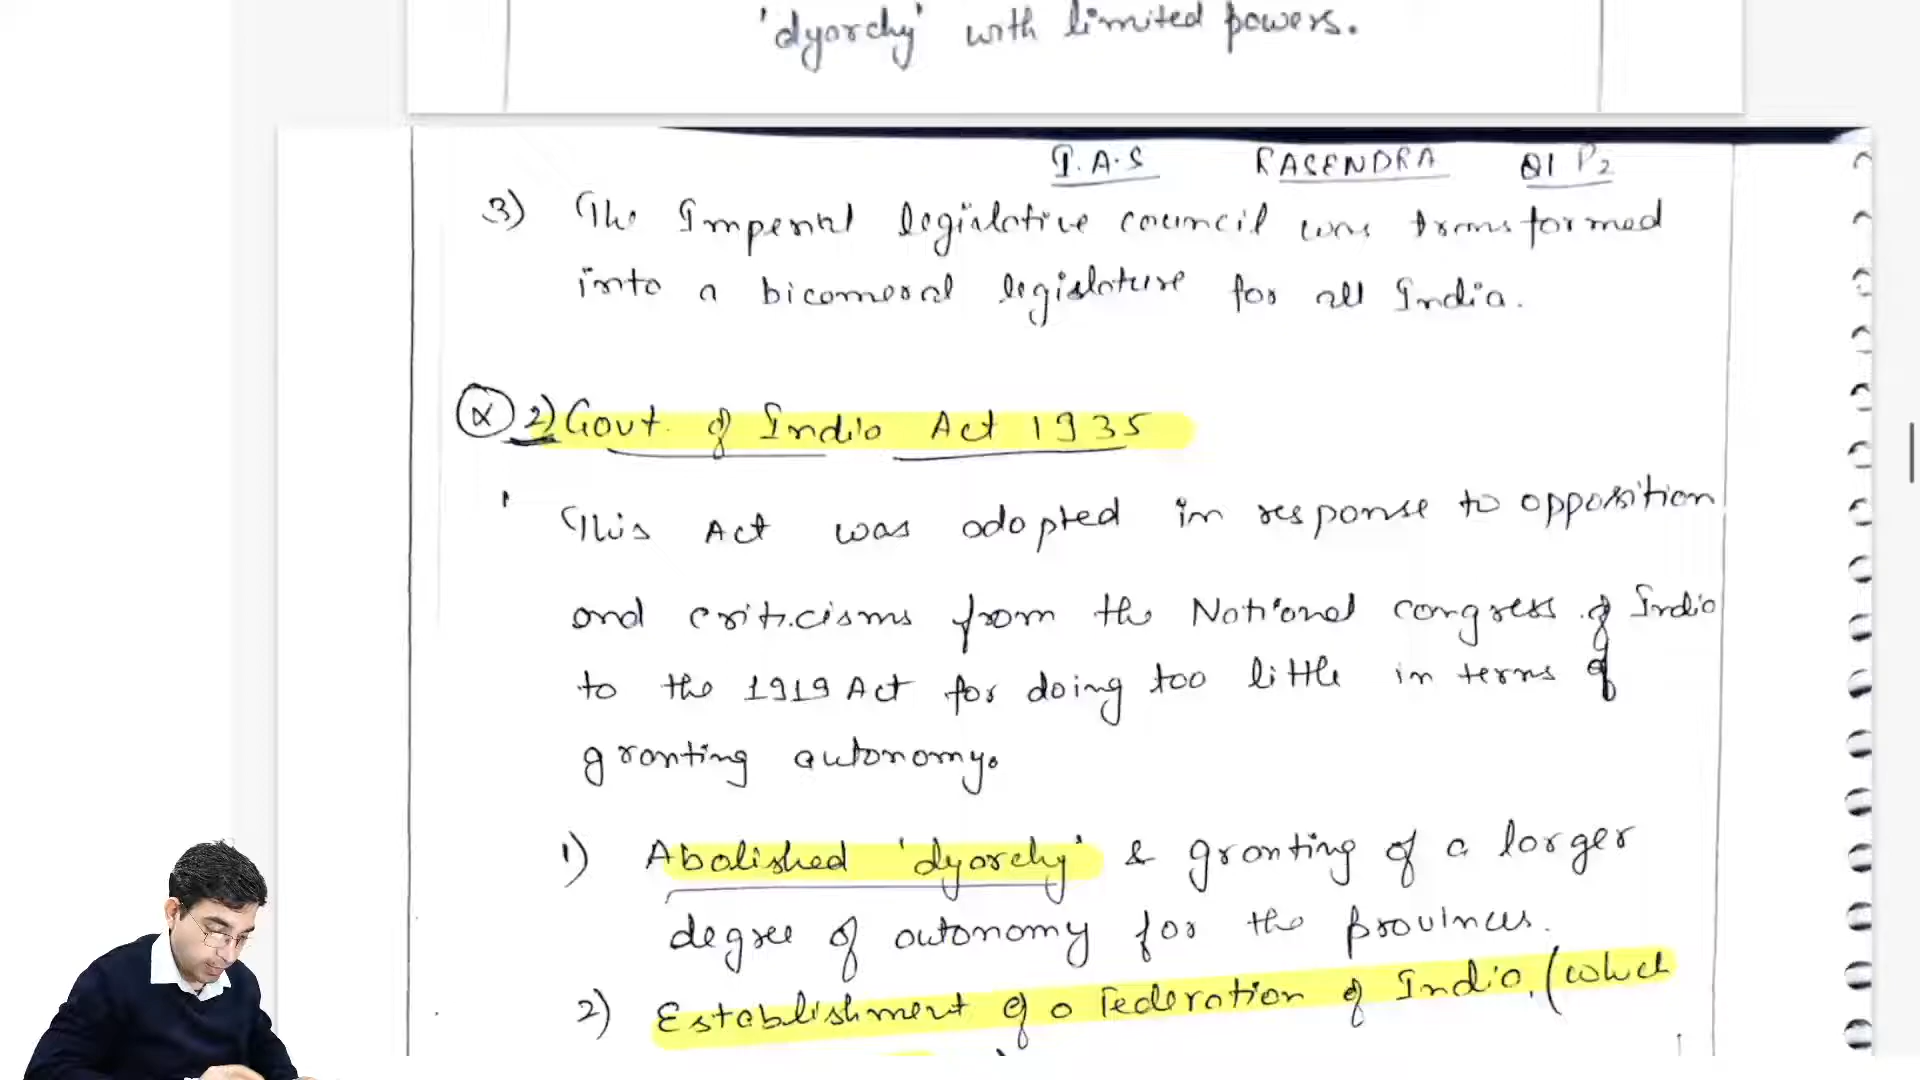 'dyarchy' with limited powers.
I.A.S RASENDRA Q1 P2
3) The Imperial legislative council was transformed
into a bicameral legislature for all India.
2) Govt. of India Act 1935
This Act was adopted in response to opposition
and criticisms from the National congress of India
to the 1919 Act for doing too little in terms of
granting autonomy.
1) Abolished 'dyarchy' & granting of a larger
degree of autonomy for the provinces.
2) Establishment of a Federation of India, (which